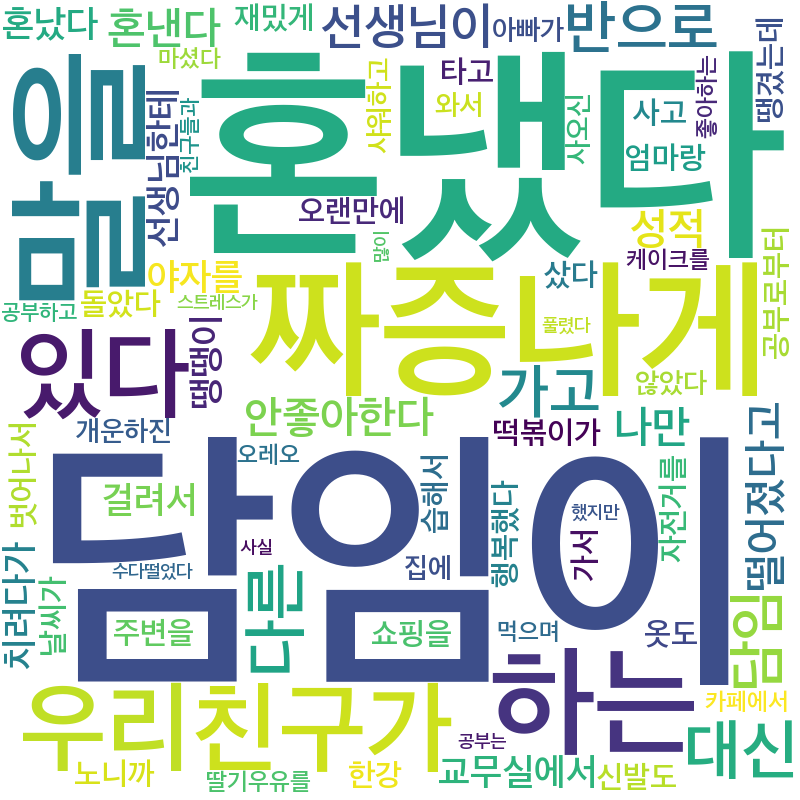 혼났다
혼낸다
재밌게
선생님이
아빠가
반으로
마셨다
맘을
선생님한테
친구들과
혼냈다
샤워하고
타고
와서
사오신
사고
엄마랑
좋아하는
땡겼는데
오랜만에
성적
많이
케이크를
공부로부터
야자를
돌았다
공부하고
스트레스가
샀다
풀렸다
짜증나게
있다
땡땡이
가고
않았다
안좋아한다
떡볶이가
나만
개운하진
오레오
벗어나서
걸러서
습해서
행복했다
했지만
자전거를
떨어졌다고
담임이
사실
수다떨었다
집에
가서
치려다가
날씨가
주변을
다른
쇼핑을
먹으며
옷도
담임
우리친구가
하는
카페에서
대신
공부는
노니까
딸기우유를
한강
교무실에서
신발도